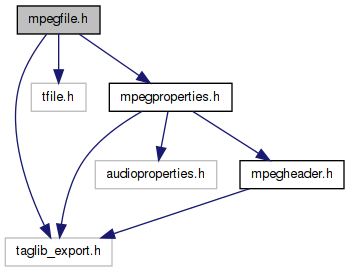 mpegfile.h
tfile.h
mpegproperties.h
audioproperties.h
mpegheader.h
taglib_export.h